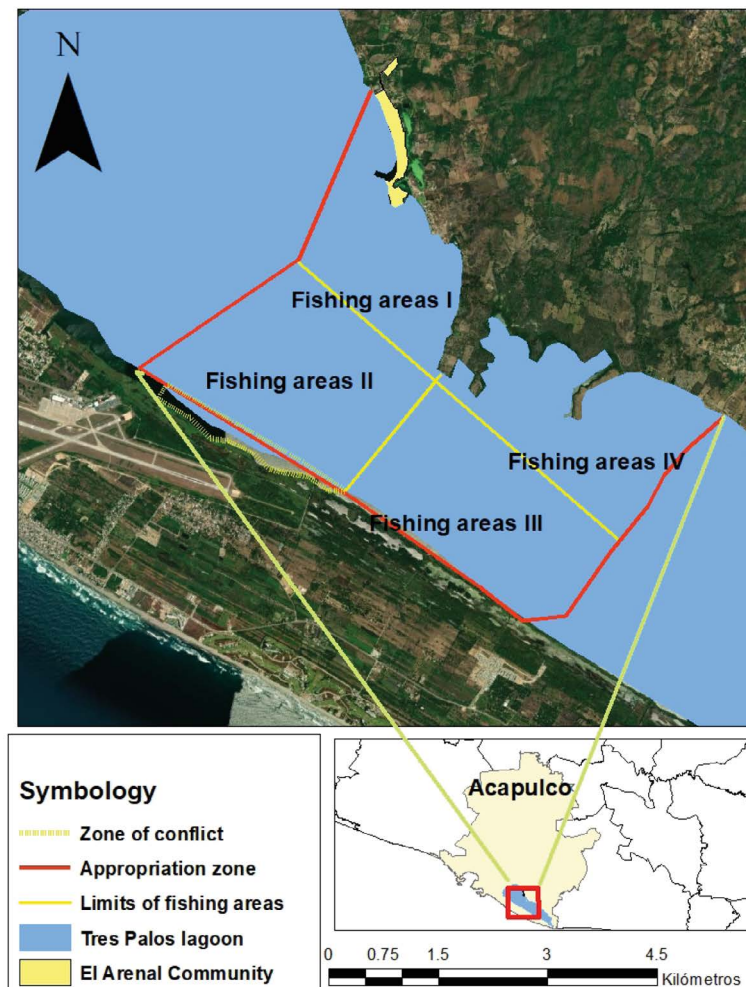 N
Fishing areas I
Fishing areas II
Fishing areas IV
Fishing areas III
Symbology
Zone of conflict
Appropriation zone
Limits of fishing areas
Tres Palos lagoon
El Arenal Community
Acapulco
0 0.75 1.5 3 4.5
Kilómetros